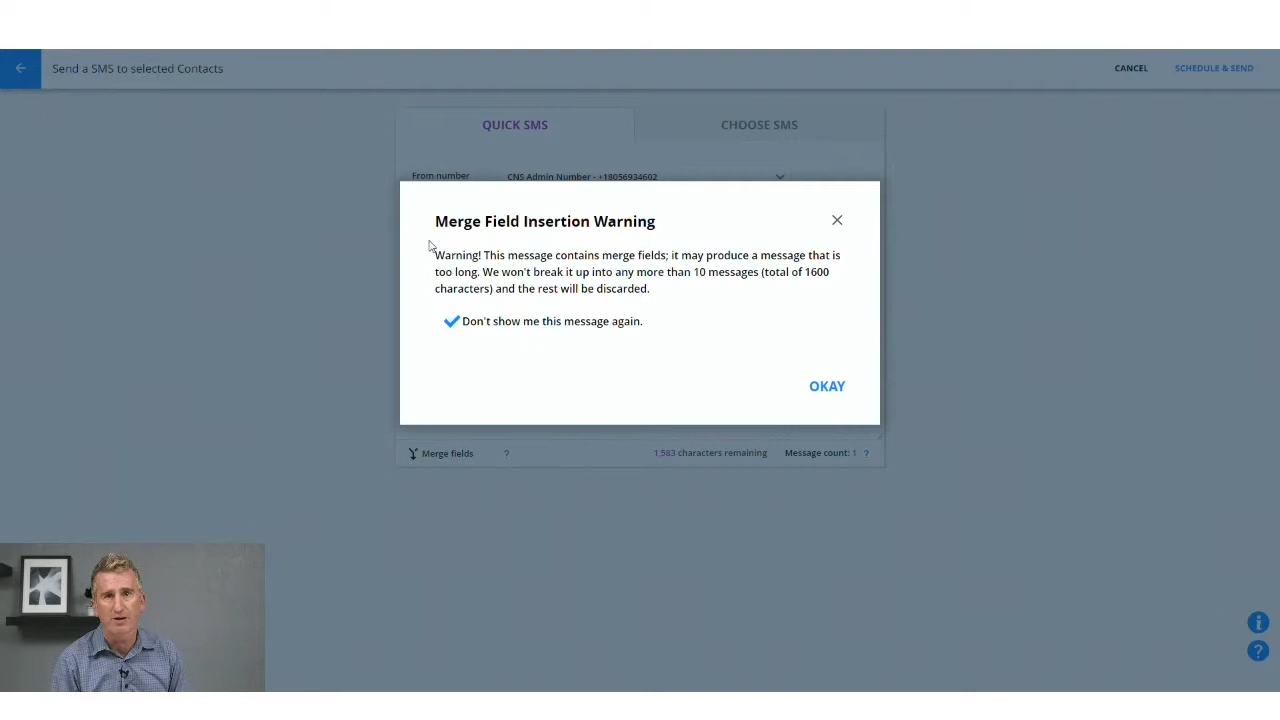 Send a SMS to selected Contacts
CANCEL
SCHEDULE & SEND
QUICK SMS
CHOOSE SMS
From number
CNS Admin Number - +18056934602
Merge Field Insertion Warning
Warning! This message contains merge fields; it may produce a message that is
too long. We won't break it up into any more than 10 messages (total of 1600
characters) and the rest will be discarded.
Don't show me this message again.
OKAY
Merge fields
?
1,583 characters remaining
Message count: 1 ?
i
?